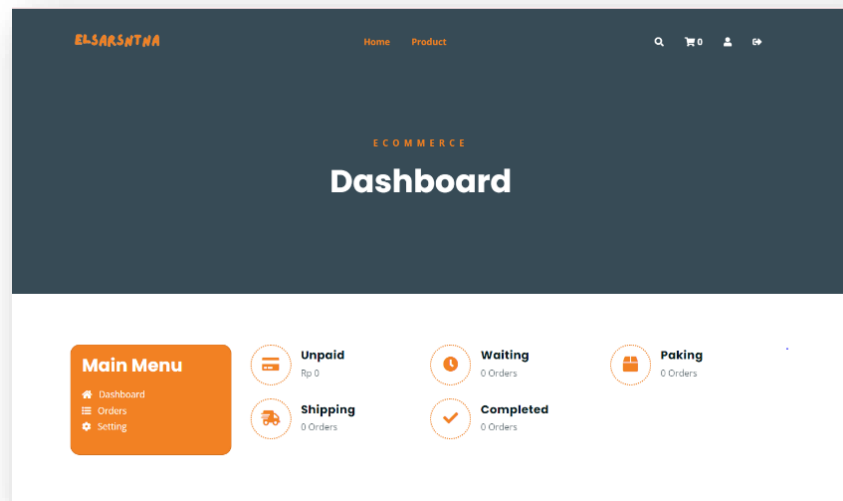 ELSARSNTNA
Home Product
0
ECOMMERCE
Dashboard
Main Menu
Dashboard
Orders
Setting
Unpaid
Rp 0
Waiting
0 Orders
Paking
0 Orders
Shipping
0 Orders
Completed
0 Orders